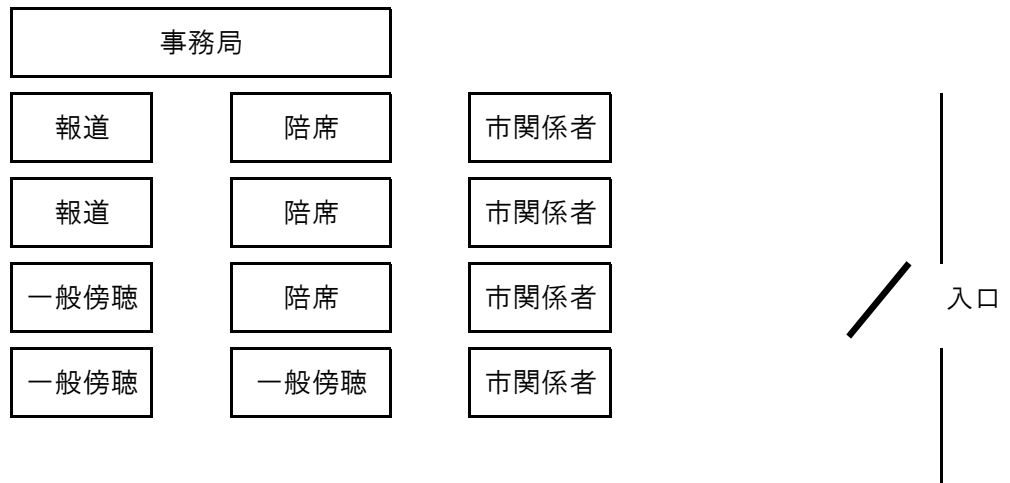 事務局
報道 陪席 市関係者
報道 陪席 市関係者
一般傍聴 陪席 市関係者
入口
一般傍聴 一般傍聴 市関係者